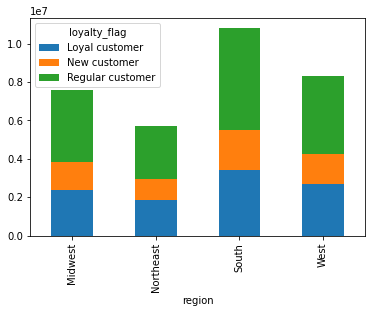 1e7
loyalty_flag
Loyal customer
New customer
Regular customer
1.0
0.8
0.6
0.4
0.2
0.0
Midwest
Northeast
South
West
region